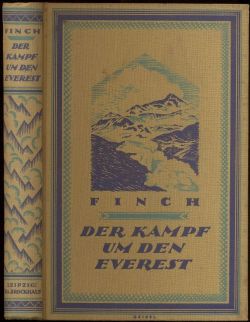 FINCH
DER
KAMPF
UM DEN
EVEREST
LEIPZIG:
F.A.BROCKHAUS
FINCH
DER KAMPF
UM DEN
EVEREST